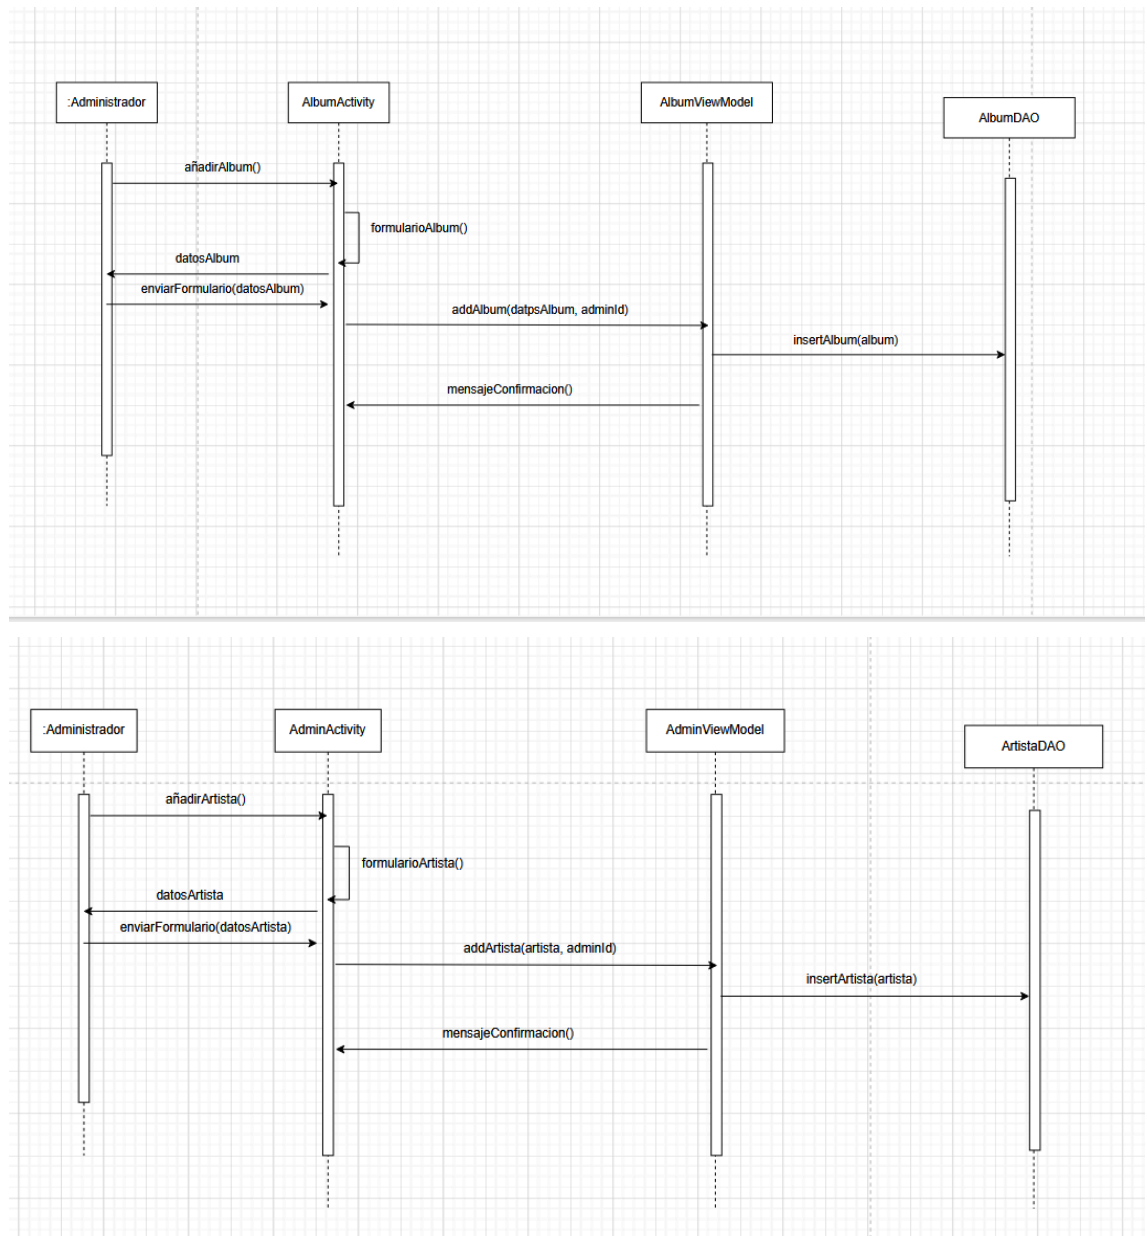 :Administrador
AlbumActivity
AlbumViewModel
AlbumDAO
añadirAlbum()
formularioAlbum()
datosAlbum
enviarFormulario(datosAlbum)
addAlbum(datpsAlbum, adminId)
insertAlbum(album)
mensajeConfirmacion()
:Administrador
AdminActivity
AdminViewModel
ArtistaDAO
añadirArtista()
formularioArtista()
datosArtista
enviarFormulario(datosArtista)
addArtista(artista, adminId)
insertArtista(artista)
mensajeConfirmacion()